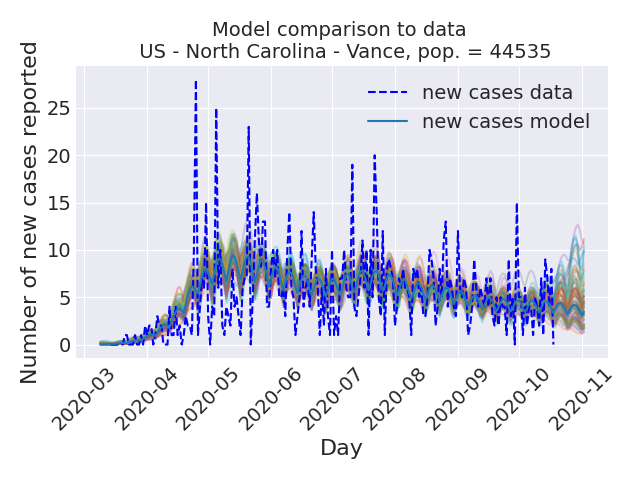 Model comparison to data
US - North Carolina - Vance, pop. = 44535
Number of new cases reported
25
20
15
10
5
0
new cases data
new cases model
2020-03
2020-04
2020-05
2020-06
2020-07
2020-08
2020-09
2020-10
2020-11
Day